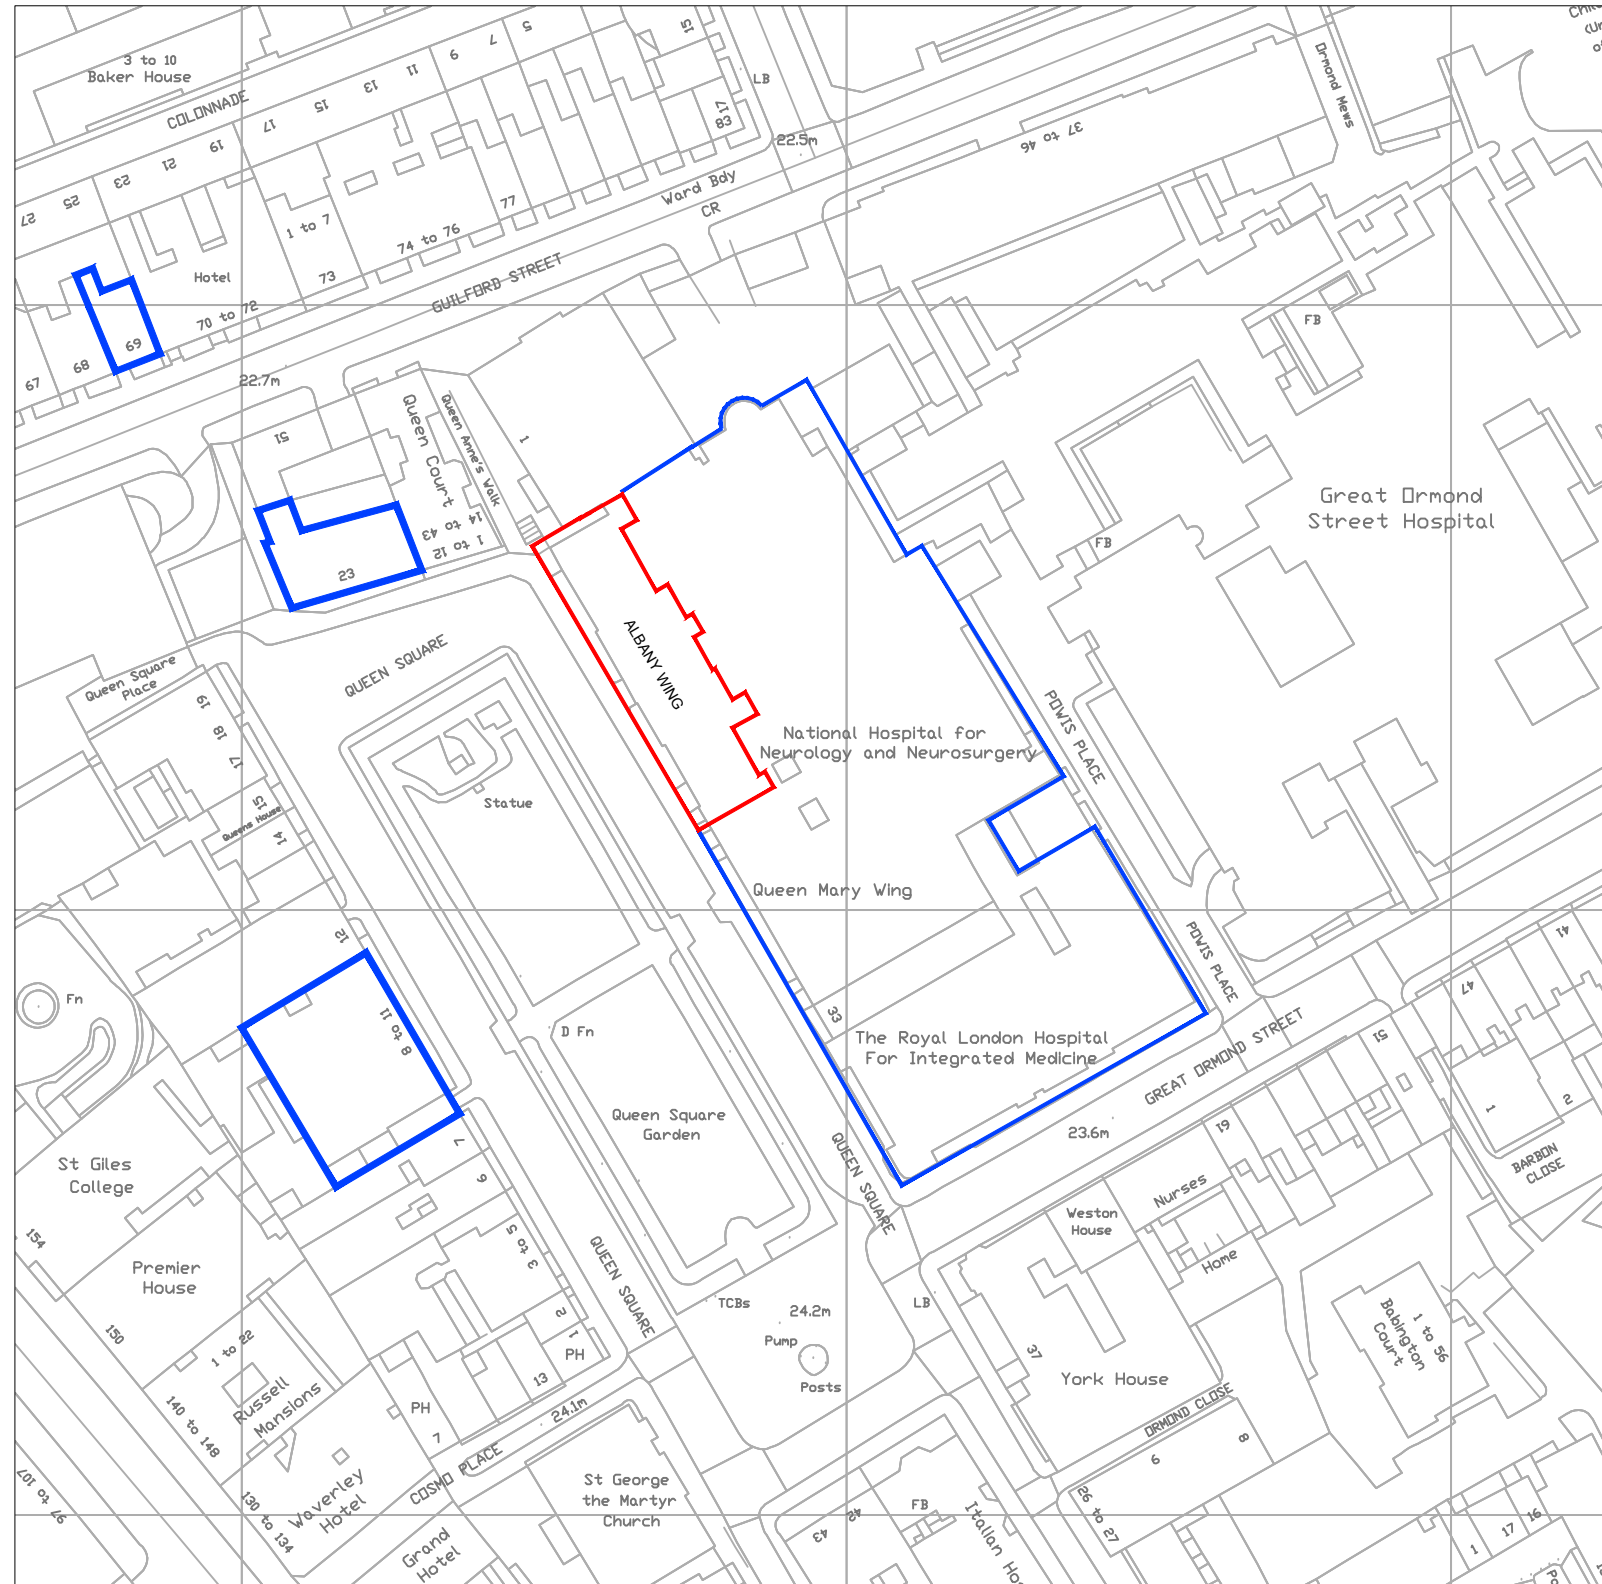 3 to 10
Baker House
COLONNADE
5
7
9
11
13
15
17
19
21
23
25
27
15
17
83
LB
22.5m
37 to 46
Ormond Mews
Ward Bdy
CR
1 to 7
77
74 to 76
73
Hotel
70 to 72
GUILFORD STREET
69
68
67
22.7m
FB
51
Queen Court
Queen Anne's Walk
1
14 to 43
1 to 12
23
Great Ormond
Street Hospital
FB
ALBANY WING
QUEEN SQUARE
Queen Square
Place
19
18
17
15
Queens House
14
Statue
National Hospital for
Neurology and Neurosurgery
POWIS PLACE
Queen Mary Wing
12
Fn
8 to 11
D Fn
33
The Royal London Hospital
For Integrated Medicine
POWIS PLACE
GREAT ORMOND STREET
41
47
51
1
2
BARBON
CLOSE
Queen Square
Garden
23.6m
61
7
6
3 to 5
St Giles
College
QUEEN SQUARE
Weston
House
Nurses
Home
154
Premier
House
150
QUEEN SQUARE
2
1
PH
13
TCBs
24.2m
Pump
Posts
LB
1 to 22
Russell
Mansions
140 to 148
PH
7
24.1m
COSMO PLACE
37
York House
ORMOND CLOSE
6
8
1 to 56
Babington
Court
97 to 107
130 to 134
Waverley
Hotel
Grand
Hotel
St George
the Martyr
Church
43
42
FB
26 to 27
1
17
16